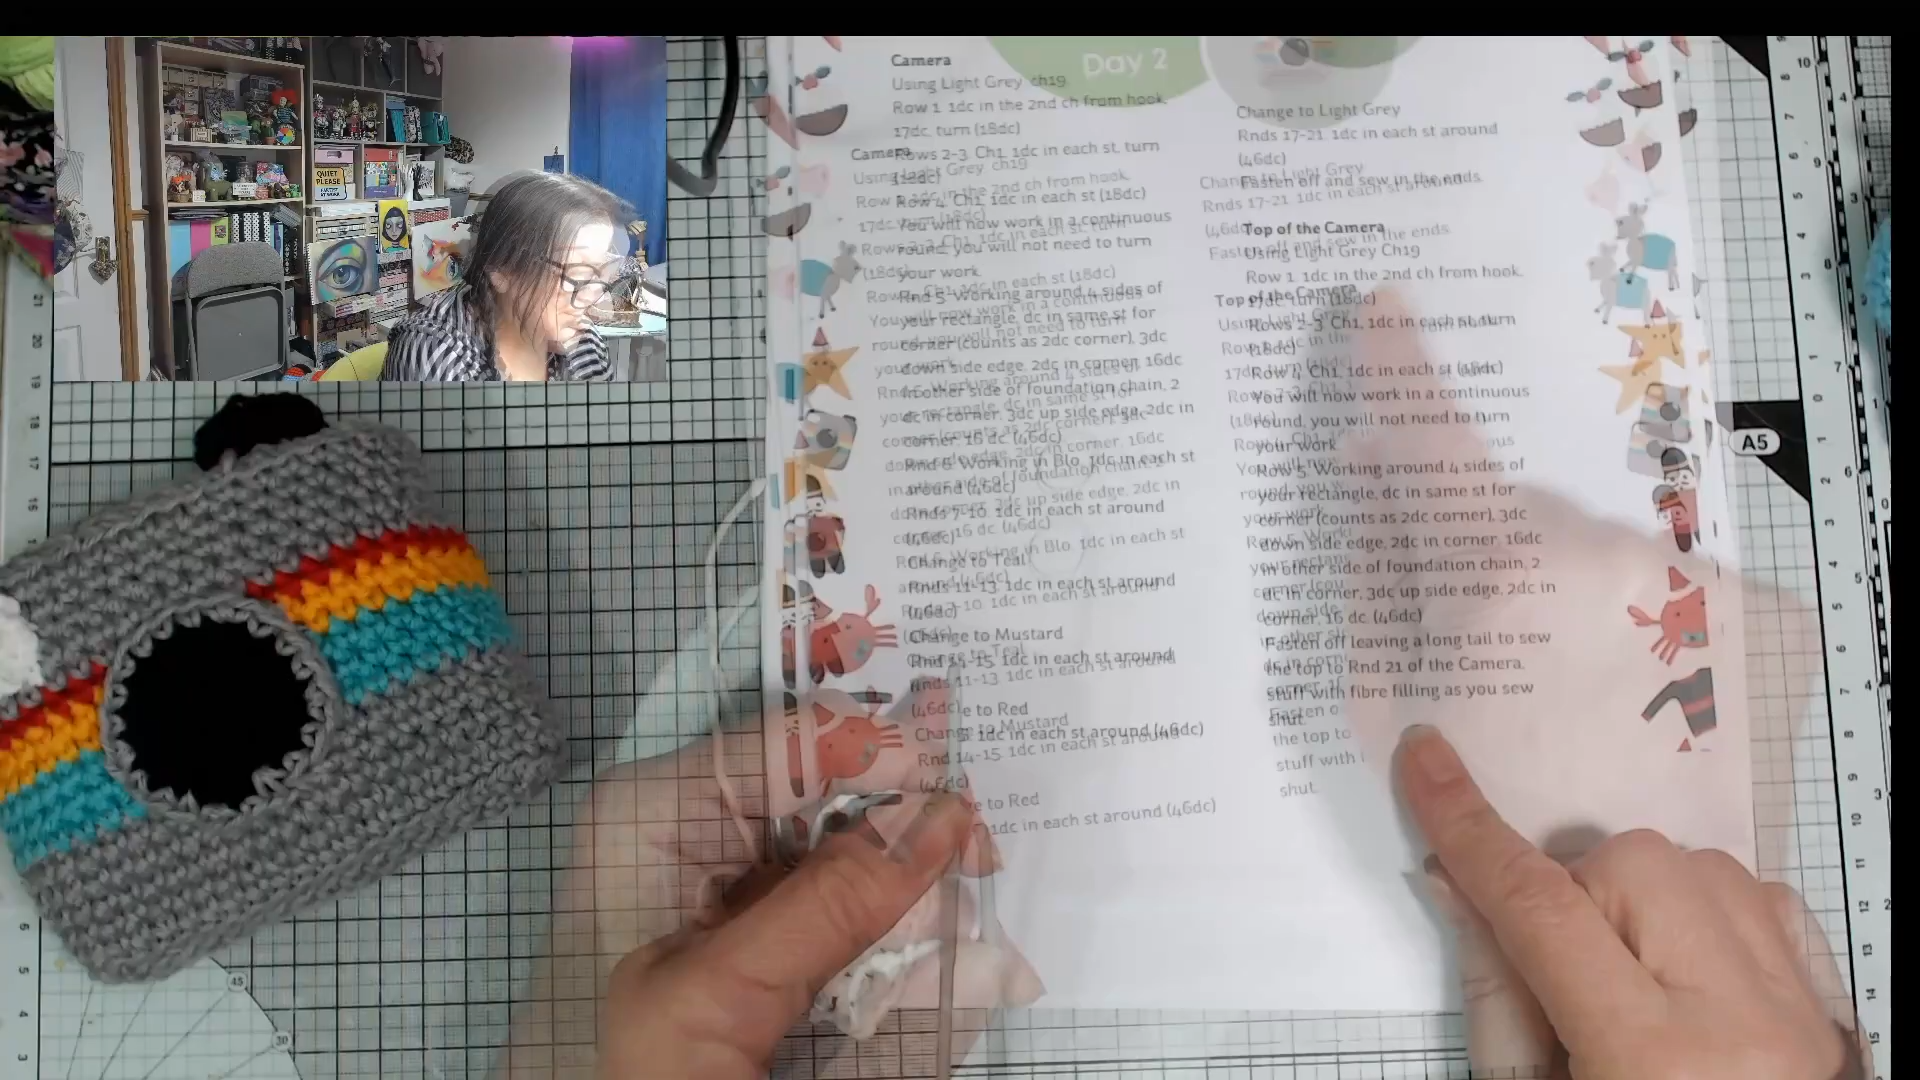 QUIET
PLEASE
Day 2
Camera
Using Light Grey ch19
Row 1 1dc in the 2nd ch from hook,
17dc, turn (18dc)
Rows 2-3 Ch1, 1dc in each st, turn
(18dc)
Row 4 Ch1, 1dc in each st (18dc)
You will now work in a continuous
round, you will not need to turn
your work
Rnd 5 Working around 4 sides of
your rectangle, dc in same st for
corner (counts as 2dc corner), 3dc
down side edge, 2dc in corner, 16dc
in other side of foundation chain, 2
dc in corner, 3dc up side edge, 2dc in
corner, 16 dc (46dc)
Rnd 6 Working in Blo, 1dc in each st
around (46dc)
Rnds 7-10 1dc in each st around
(46dc)
Change to Teal
Rnds 11-13 1dc in each st around
(46dc)
Change to Mustard
Rnd 14-15 1dc in each st around
(46dc)
Change to Red
1dc in each st around (46dc)
Change to Light Grey
Rnds 17-21 1dc in each st around
(46dc)
Fasten off and sew in the ends
Top of the Camera
Using Light Grey Ch19
Row 1 1dc in the 2nd ch from hook,
17dc, turn (18dc)
Rows 2-3 Ch1, 1dc in each st, turn
(18dc)
Row 4 Ch1, 1dc in each st (18dc)
You will now work in a continuous
round, you will not need to turn
your work
Row 5 Working around 4 sides of
your rectangle, dc in same st for
corner (counts as 2dc corner), 3dc
down side edge, 2dc in corner, 16dc
in other side of foundation chain, 2
dc in corner, 3dc up side edge, 2dc in
corner, 16 dc (46dc)
Fasten off leaving a long tail to sew
the top to Rnd 21 of the Camera,
stuff with fibre filling as you sew
shut.
A5